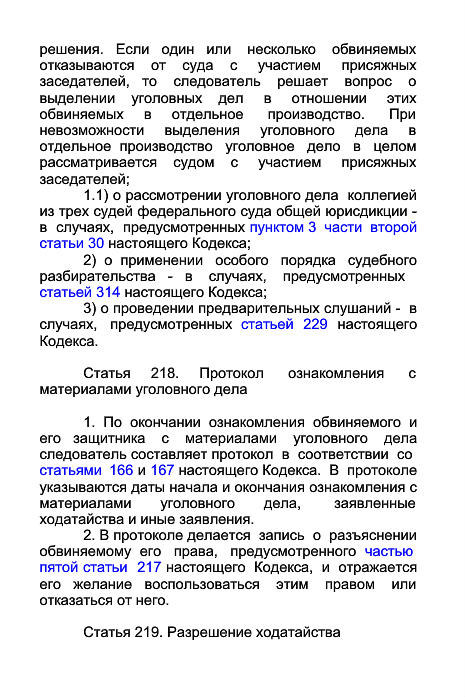 решения. Если один или несколько обвиняемых
отказываются от суда с участием присяжных
заседателей, то следователь решает вопрос о
выделении уголовных дел в отношении этих
обвиняемых в отдельное производство. При
невозможности выделения уголовного дела в
отдельное производство уголовное дело в целом
рассматривается судом с участием присяжных
заседателей;
1.1) о рассмотрении уголовного дела коллегией
из трех судей федерального суда общей юрисдикции -
в случаях, предусмотренных пунктом 3 части второй
статьи 30 настоящего Кодекса;
2) о применении особого порядка судебного
разбирательства - в случаях, предусмотренных
статьей 314 настоящего Кодекса;
3) о проведении предварительных слушаний - в
случаях, предусмотренных статьей 229 настоящего
Кодекса.
Статья 218. Протокол ознакомления с
материалами уголовного дела
1. По окончании ознакомления обвиняемого и
его защитника с материалами уголовного дела
следователь составляет протокол в соответствии со
статьями 166 и 167 настоящего Кодекса. В протоколе
указываются даты начала и окончания ознакомления с
материалами уголовного дела, заявленные
ходатайства и иные заявления.
2. В протоколе делается запись о разъяснении
обвиняемому его права, предусмотренного частью
пятой статьи 217 настоящего Кодекса, и отражается
его желание воспользоваться этим правом или
отказаться от него.
Статья 219. Разрешение ходатайства